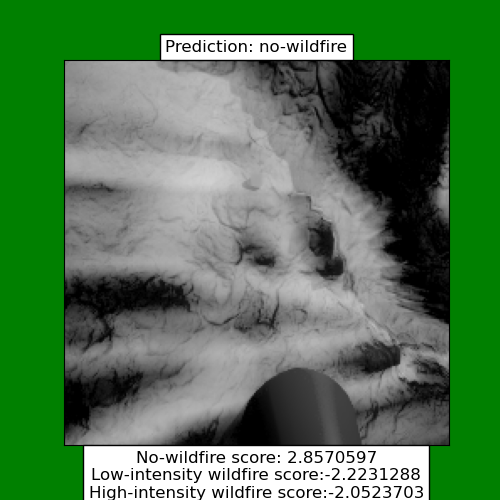 Prediction: no-wildfire
No-wildfire score: 2.8570597
Low-intensity wildfire score:-2.2231288
High-intensity wildfire score:-2.0523703